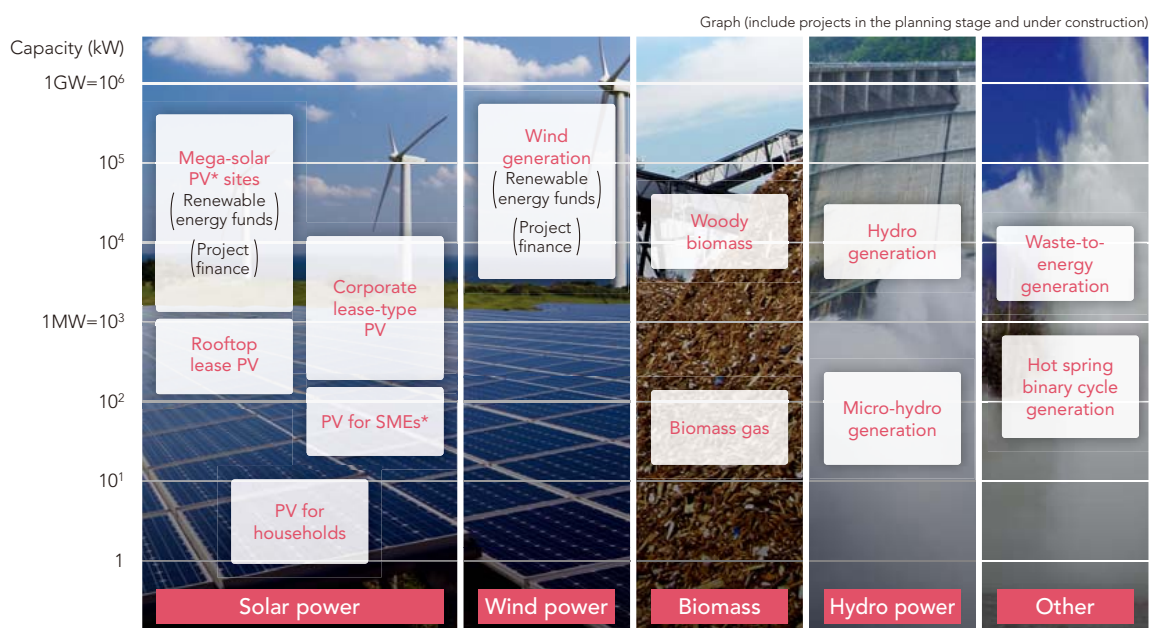 Graph (include projects in the planning stage and under construction)
Capacity (kW)
1GW=10⁶
10⁵
10⁴
1MW=10³
10²
10¹
1
Mega-solar
PV* sites
(Renewable
energy funds)
(Project
finance)
Rooftop
lease PV
Corporate
lease-type
PV
PV for SMEs*
PV for
households
Solar power
Wind
generation
(Renewable
energy funds)
(Project
finance)
Wind power
Woody
biomass
Biomass gas
Biomass
Hydro
generation
Micro-hydro
generation
Hydro power
Waste-to-
energy
generation
Hot spring
binary cycle
generation
Other